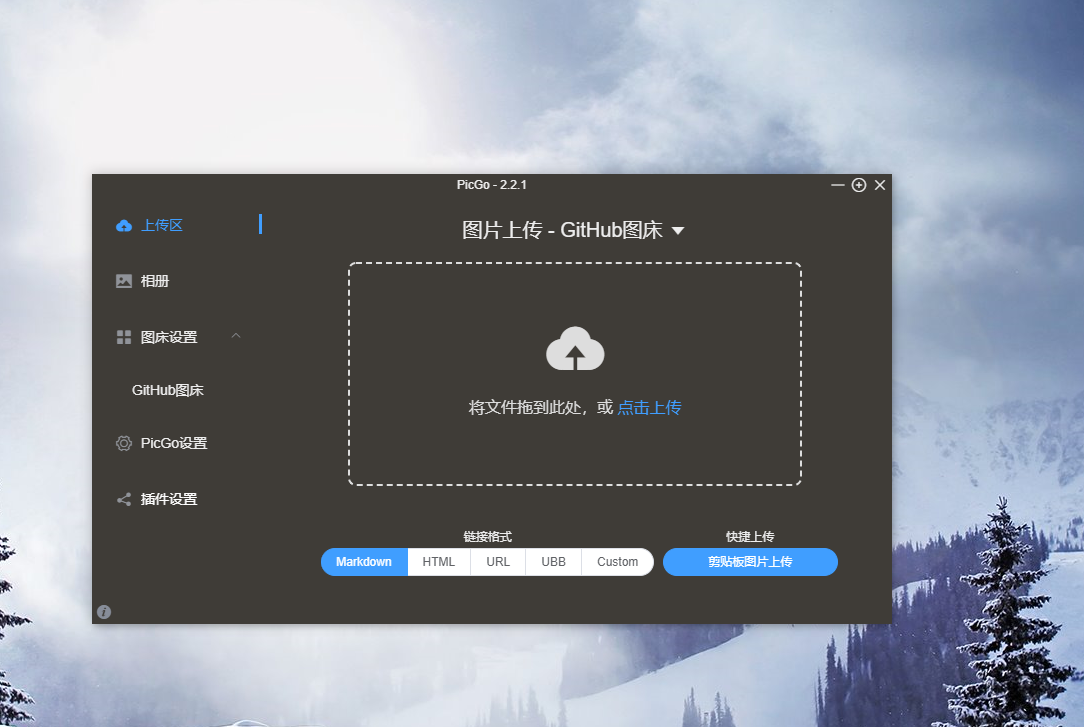 PicGo - 2.2.1
上传区
相册
图床设置
GitHub图床
PicGo设置
插件设置
图片上传 - GitHub图床
将文件拖到此处，或 点击上传
链接格式
Markdown HTML URL UBB Custom
快捷上传
剪贴板图片上传